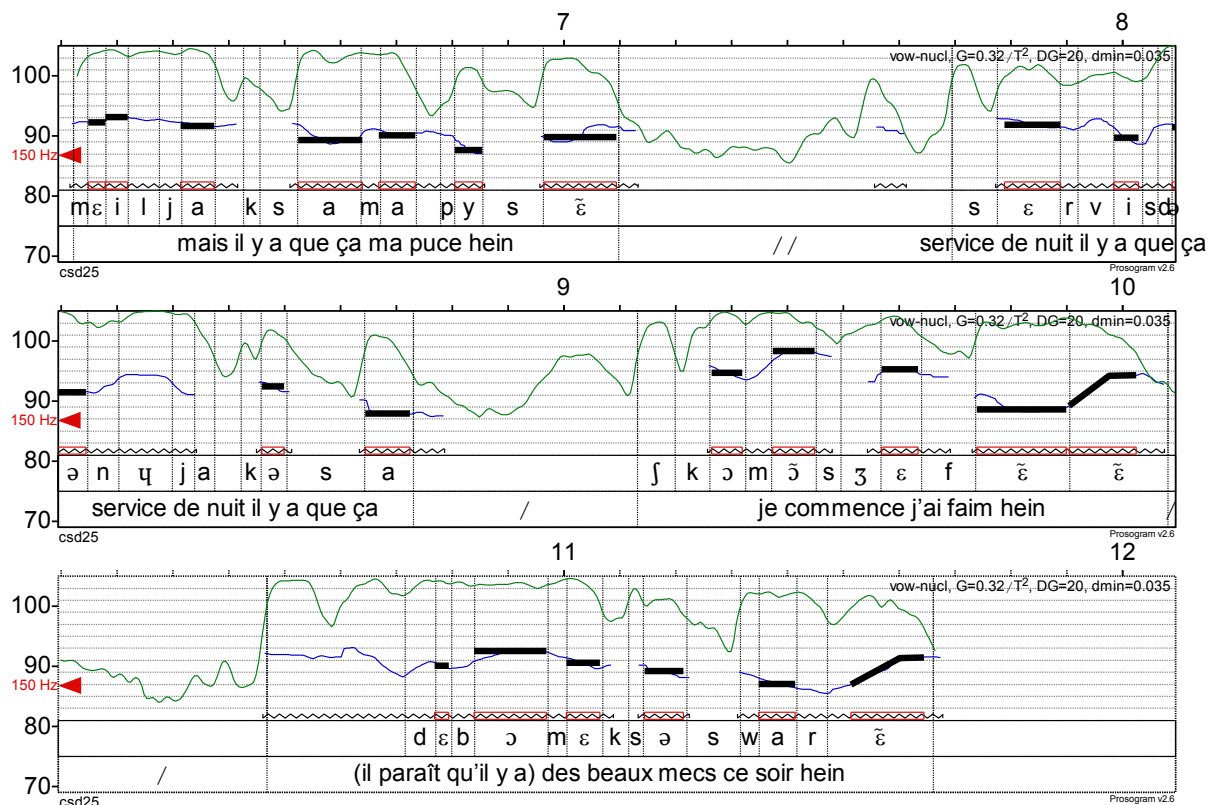 7 8
vow-nucl, G=0.32/T², DG=20, dmin=0.035
100
90
150 Hz
80
m ɛ i l j a k s a m a p y s ɛ̃ s ɛ r v i s d ə
mais il y a que ça ma puce hein // service de nuit il y a que ça
70
csd25 Prosogram v2.6
9 10
vow-nucl, G=0.32/T², DG=20, dmin=0.035
100
90
150 Hz
80
ə n ɥ j a k ə s a ʃ k ɔ m ɔ̃ s ʒ ɛ f ɛ̃ ɛ̃
service de nuit il y a que ça / je commence j'ai faim hein /
70
csd25 Prosogram v2.6
11 12
vow-nucl, G=0.32/T², DG=20, dmin=0.035
100
90
150 Hz
80
d ɛ b ɔ m ɛ k s ə s w a r ɛ̃
/ (il paraît qu'il y a) des beaux mecs ce soir hein
70
csd25 Prosogram v2.6